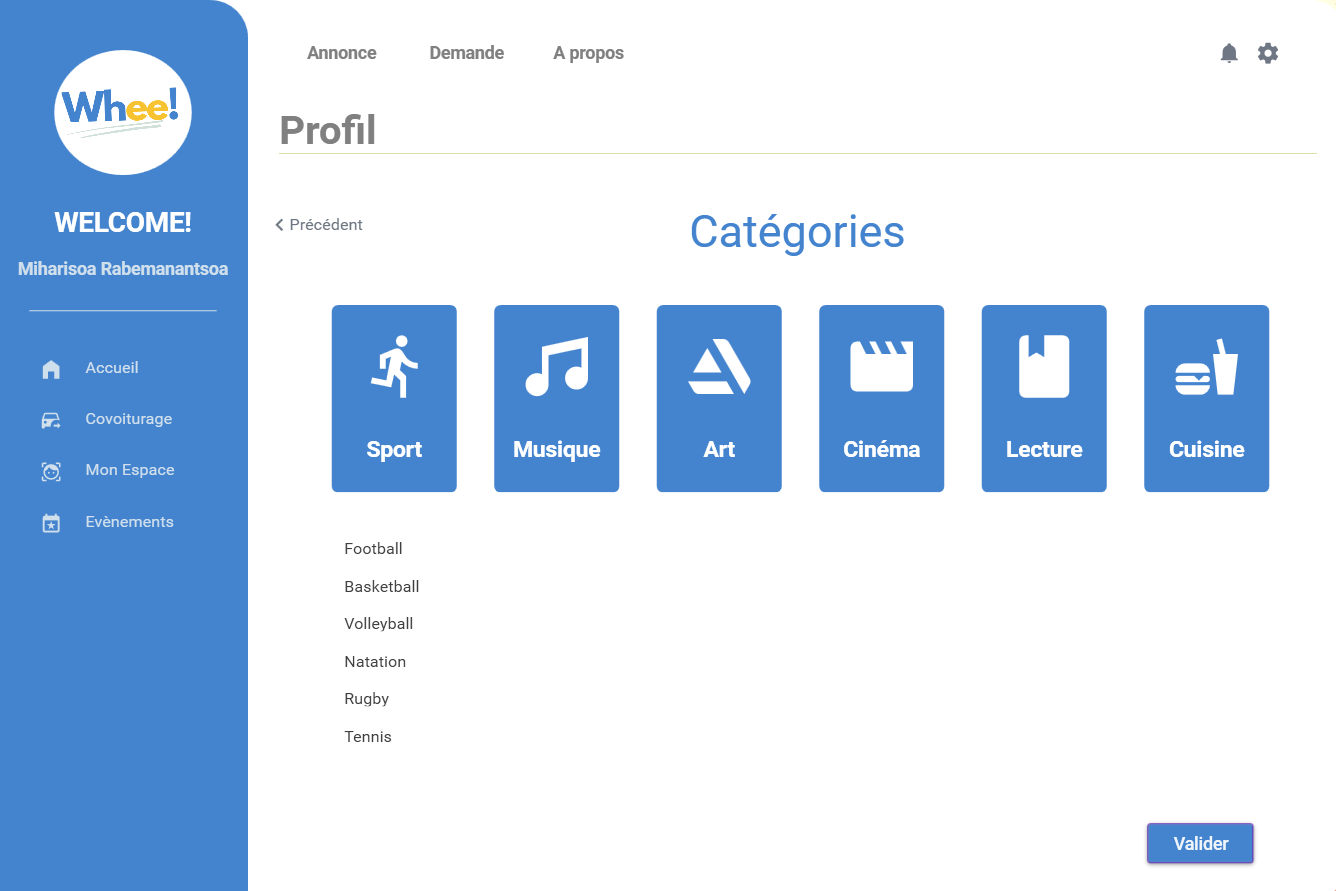 Whee!
WELCOME!
Miharisoa Rabemanantsoa
Accueil
Covoiturage
Mon Espace
Evènements
Annonce Demande A propos
Profil
Précédent
Catégories
Sport Musique Art Cinéma Lecture Cuisine
Football
Basketball
Volleyball
Natation
Rugby
Tennis
Valider